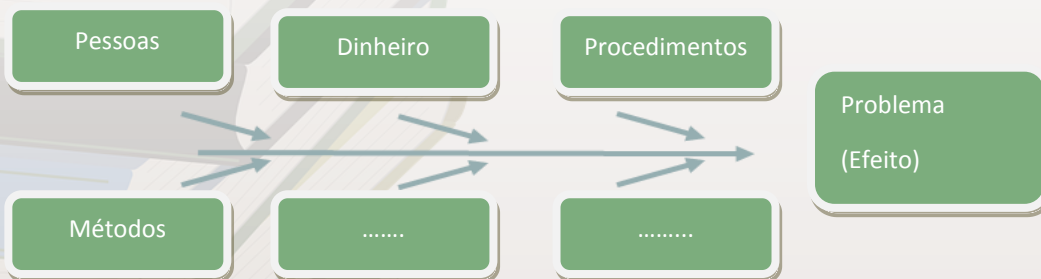 Pessoas
Dinheiro
Procedimentos
Problema
(Efeito)
Métodos
…....
……...